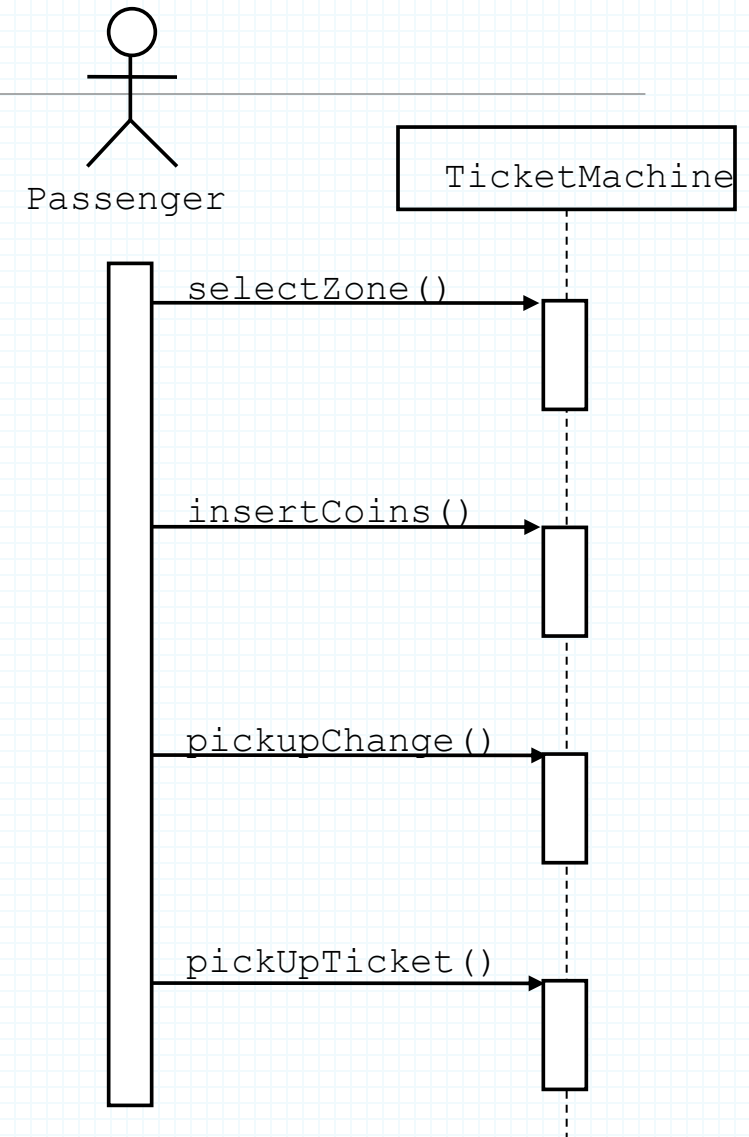 Passenger
TicketMachine
selectZone()
insertCoins()
pickupChange()
pickUpTicket()